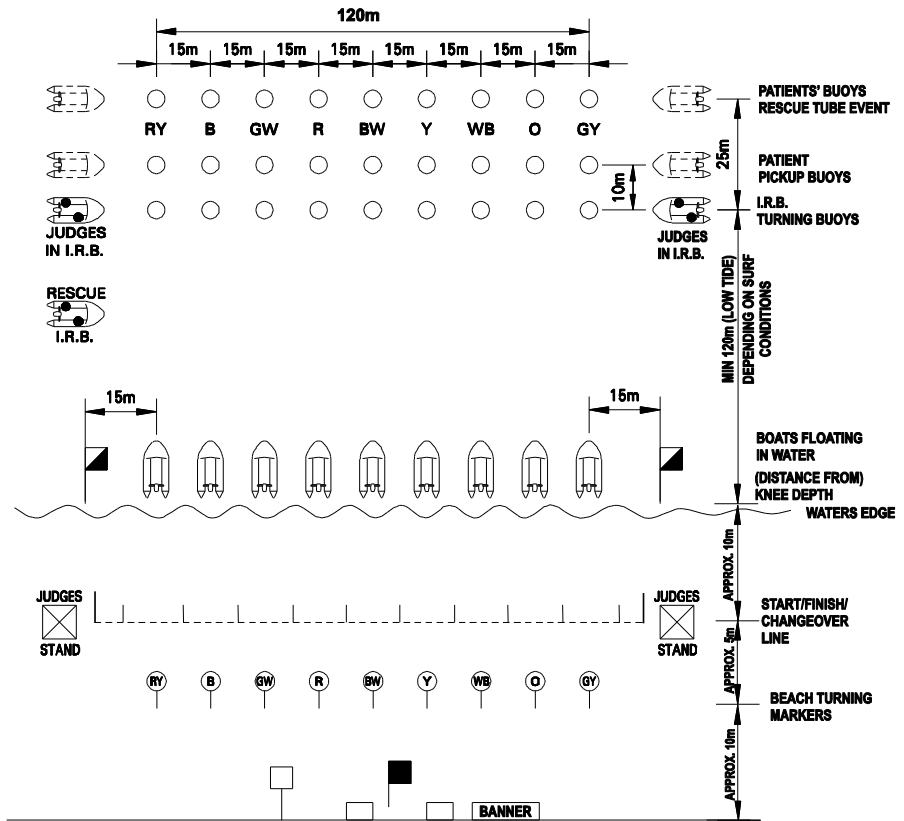 120m
15m 15m 15m 15m 15m 15m 15m 15m
PATIENTS' BUOYS
RESCUE TUBE EVENT
RY B GW R BW Y WB O GY
25m
PATIENT
PICKUP BUOYS
10m
I.R.B.
TURNING BUOYS
JUDGES
IN I.R.B.
JUDGES
IN I.R.B.
RESCUE
I.R.B.
MIN 120m (LOW TIDE)
DEPENDING ON SURF
CONDITIONS
15m
15m
BOATS FLOATING
IN WATER
(DISTANCE FROM)
KNEE DEPTH
WATERS EDGE
APPROX. 10m
JUDGES
STAND
JUDGES
STAND
START/FINISH/
CHANGEOVER
LINE
APPROX. 5m
RY B GW R BW Y WB O GY
BEACH TURNING
MARKERS
APPROX. 10m
BANNER